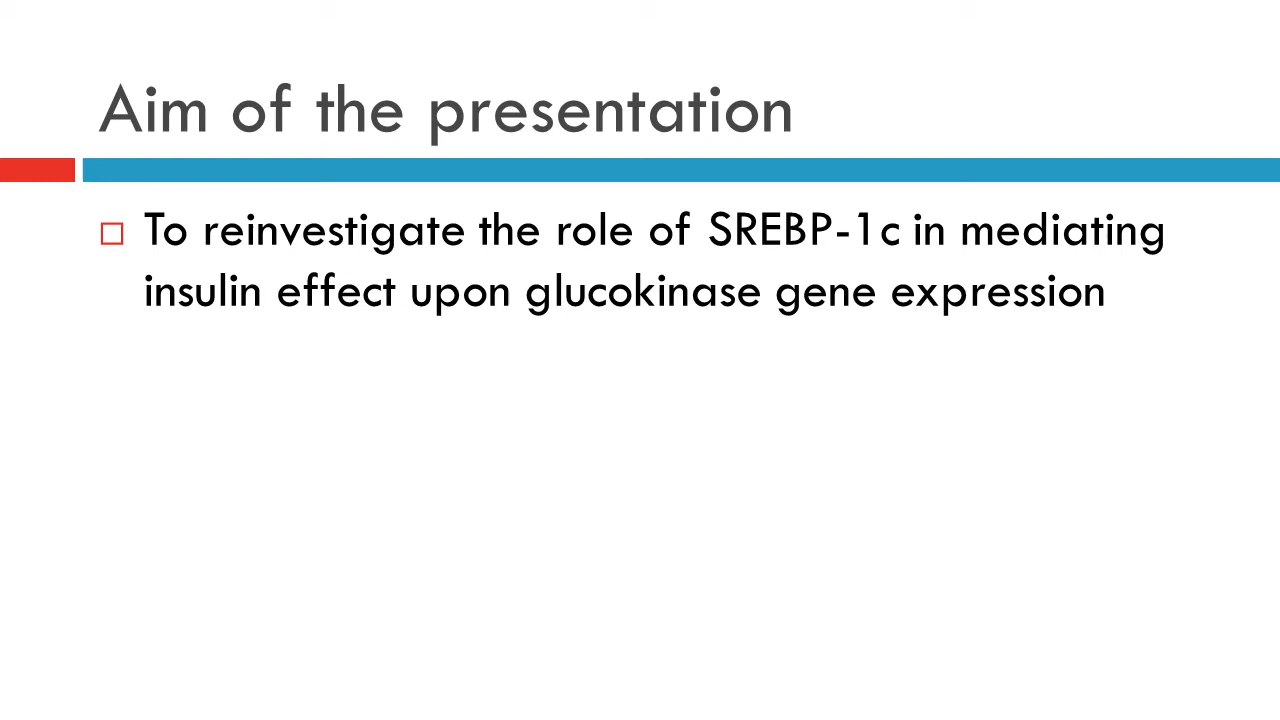 Aim of the presentation
To reinvestigate the role of SREBP-1c in mediating
insulin effect upon glucokinase gene expression